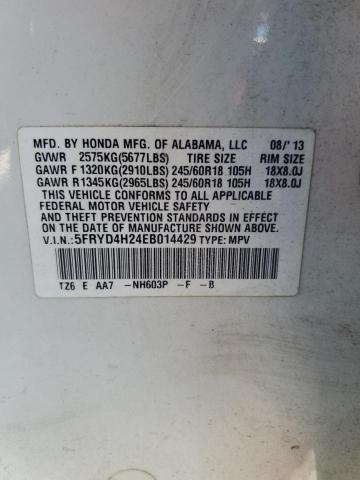 MFD. BY HONDA MFG. OF ALABAMA, LLC 08/'13
GVWR 2575KG(5677LBS) TIRE SIZE RIM SIZE
GAWR F 1320KG(2910LBS) 245/60R18 105H 18X8.0J
GAWR R1345KG(2965LBS) 245/60R18 105H 18X8.0J
THIS VEHICLE CONFORMS TO ALL APPLICABLE
FEDERAL MOTOR VEHICLE SAFETY, BUMPER,
AND THEFT PREVENTION STANDARDS IN EFFECT
ON THE DATE OF MANUFACTURE SHOWN ABOVE.
V.I.N.: 5FRYD4H24EB014429 TYPE: MPV
TZ6 E AA7 -NH603P -F -B